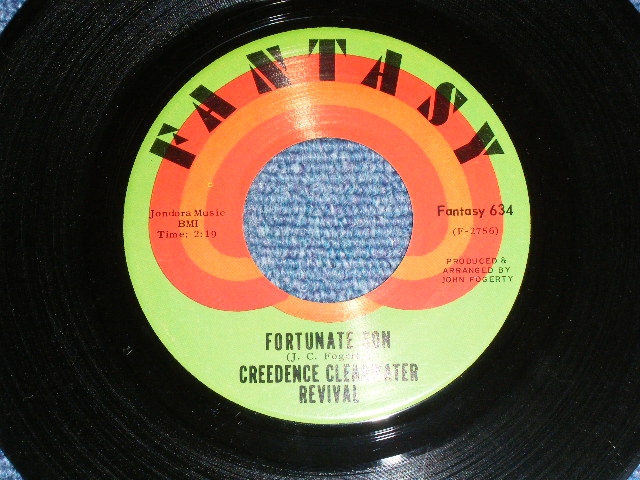 FANTASY
Jondora Music
BMI
Time: 2:19
Fantasy 634
(F-2756)
PRODUCED &
ARRANGED BY
JOHN FOGERTY
FORTUNATE SON
(J. C. Fogerty)
CREEDENCE CLEARWATER
REVIVAL